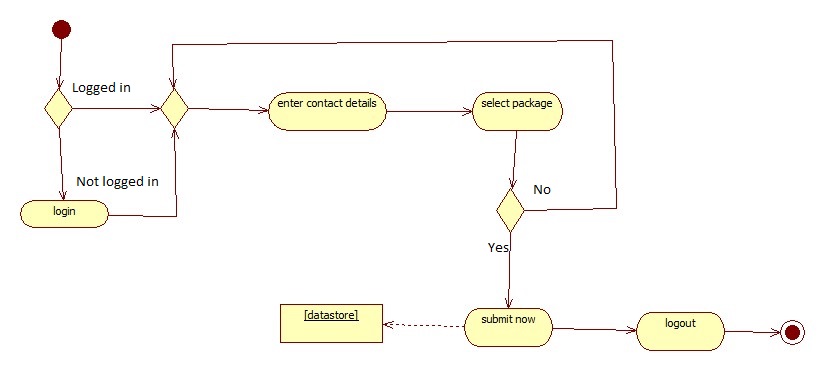 Logged in
enter contact details
select package
Not logged in
No
login
Yes
[datastore]
submit now
logout